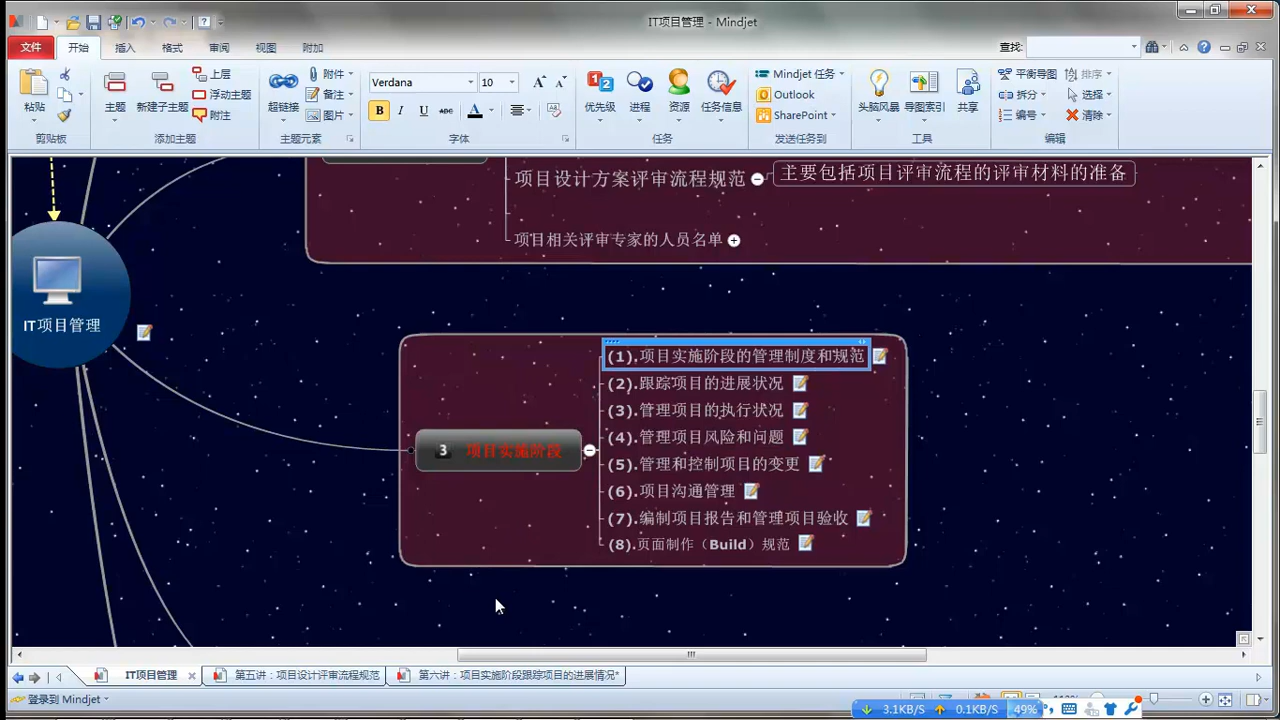 IT项目管理 - Mindjet
文件 开始 插入 格式 审阅 视图 附加 查找:
粘贴 剪贴板
主题 新建子主题 上层 浮动主题 附注 添加主题
超链接 附件 备注 图片 主题元素
Verdana 10 B I U abc A 字体
优先级 进程 资源 任务信息 任务
Mindjet 任务 Outlook SharePoint 发送任务到
头脑风暴 导图索引 共享 工具
平衡导图 排序 拆分 选择 编号 清除 编辑
项目设计方案评审流程规范 主要包括项目评审流程的评审材料的准备
项目相关评审专家的人员名单
IT项目管理
3 项目实施阶段
(1).项目实施阶段的管理制度和规范
(2).跟踪项目的进展状况
(3).管理项目的执行状况
(4).管理项目风险和问题
(5).管理和控制项目的变更
(6).项目沟通管理
(7).编制项目报告和管理项目验收
(8).页面制作（Build）规范
IT项目管理 第五讲：项目设计评审流程规范 第六讲：项目实施阶段跟踪项目的进展情况*
登录到 Mindjet
3.1KB/S 0.1KB/S 49%